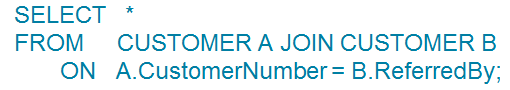 SELECT *
FROM CUSTOMER A JOIN CUSTOMER B
ON A.CustomerNumber = B.ReferredBy;